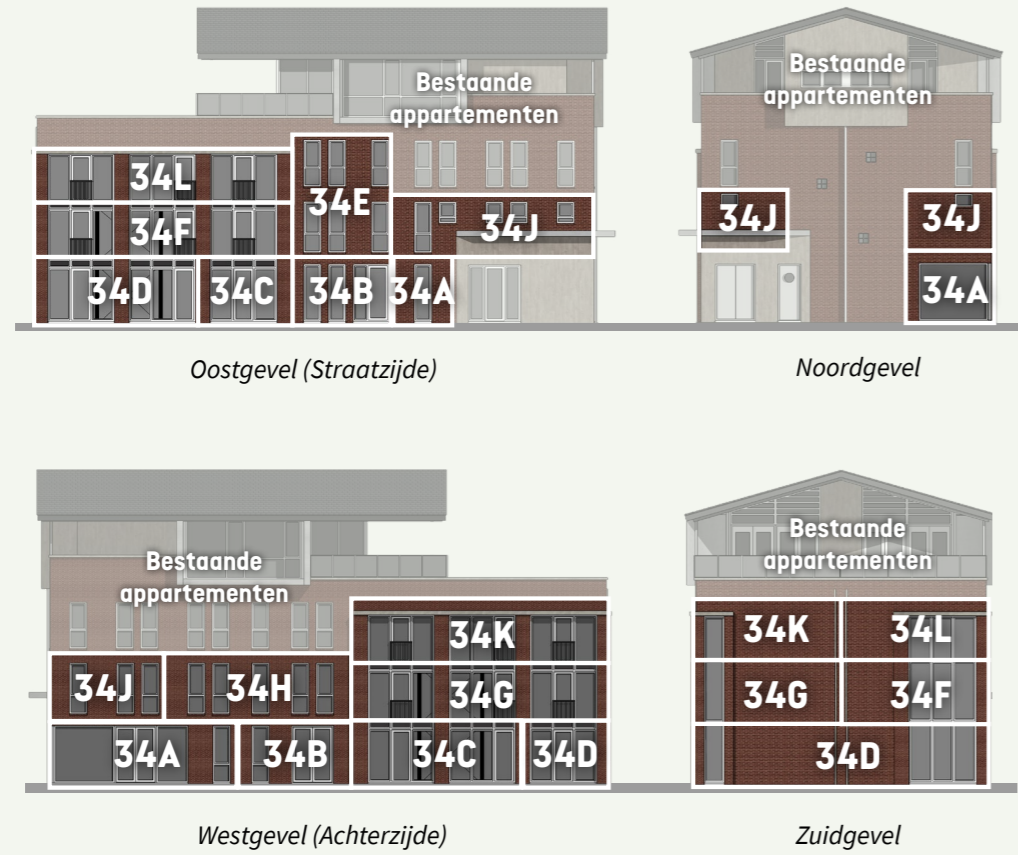 Bestaande
appartementen
34L
34E
34F
34J
34D
34C
34B
34A
Oostgevel (Straatzijde)
Bestaande
appartementen
34J
34J
34A
Noordgevel
Bestaande
appartementen
34K
34J
34H
34G
34A
34B
34C
34D
Westgevel (Achterzijde)
Bestaande
appartementen
34K
34L
34G
34F
34D
Zuidgevel